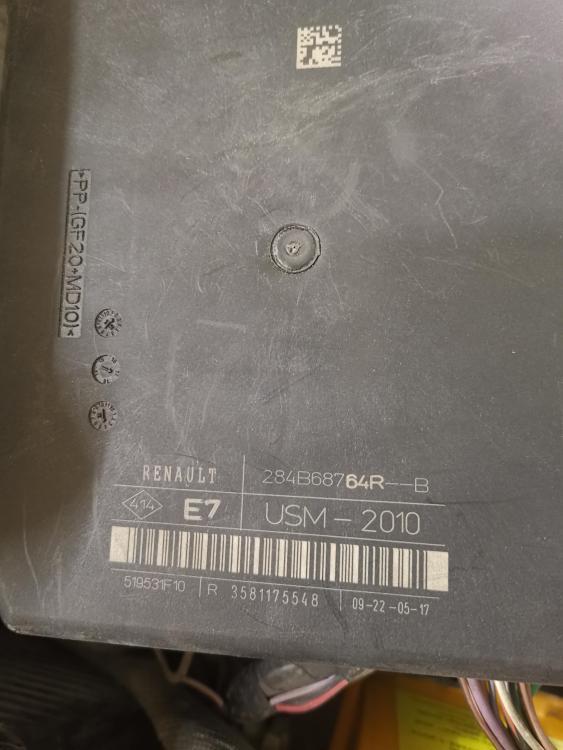 >PP-(GF20+MD10)<
RENAULT 284B68764R--B
414 E7 USM-2010
519531F10 R 3581175548 09-22-05-17